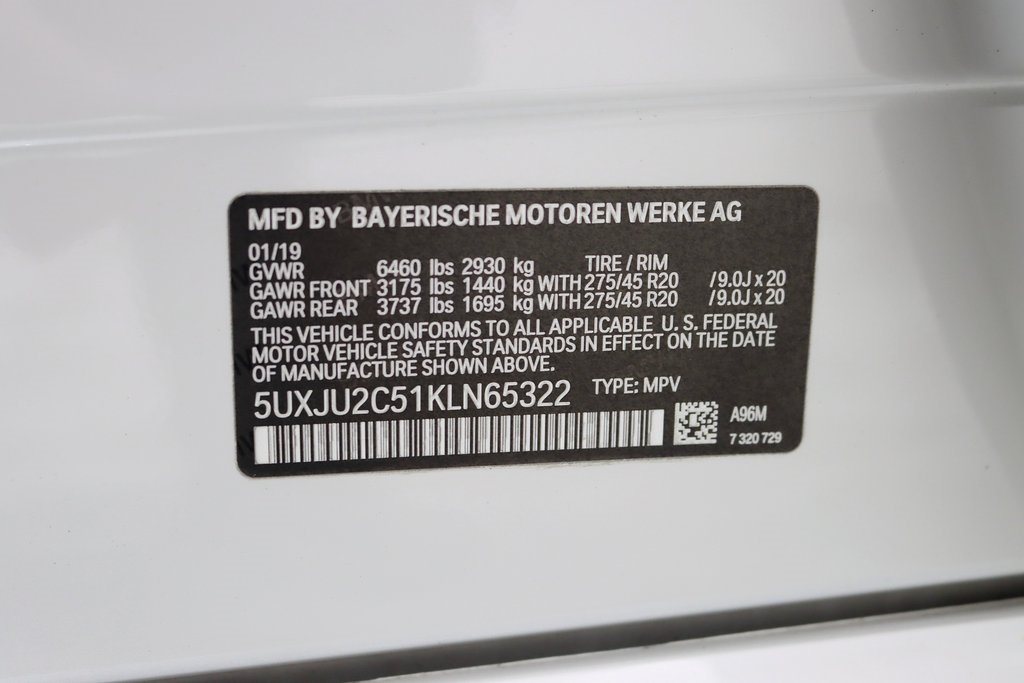 MFD BY BAYERISCHE MOTOREN WERKE AG
01/19
GVWR 6460 lbs 2930 kg TIRE / RIM
GAWR FRONT 3175 lbs 1440 kg WITH 275/45 R20 /9.0J x 20
GAWR REAR 3737 lbs 1695 kg WITH 275/45 R20 /9.0J x 20
THIS VEHICLE CONFORMS TO ALL APPLICABLE U. S. FEDERAL
MOTOR VEHICLE SAFETY STANDARDS IN EFFECT ON THE DATE
OF MANUFACTURE SHOWN ABOVE.
5UXJU2C51KLN65322 TYPE: MPV
A96M
7 320 729